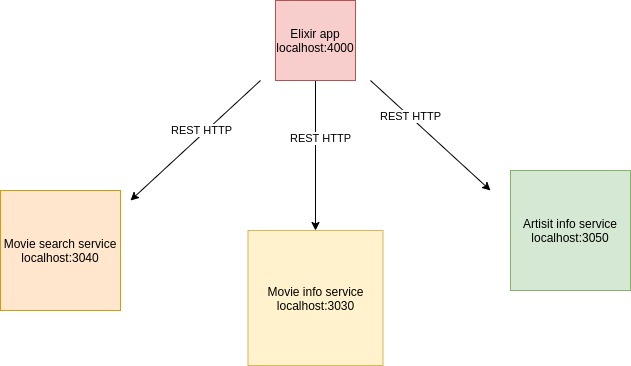 Elixir app
localhost:4000
REST HTTP
REST HTTP
REST HTTP
Movie search service
localhost:3040
Movie info service
localhost:3030
Artisit info service
localhost:3050